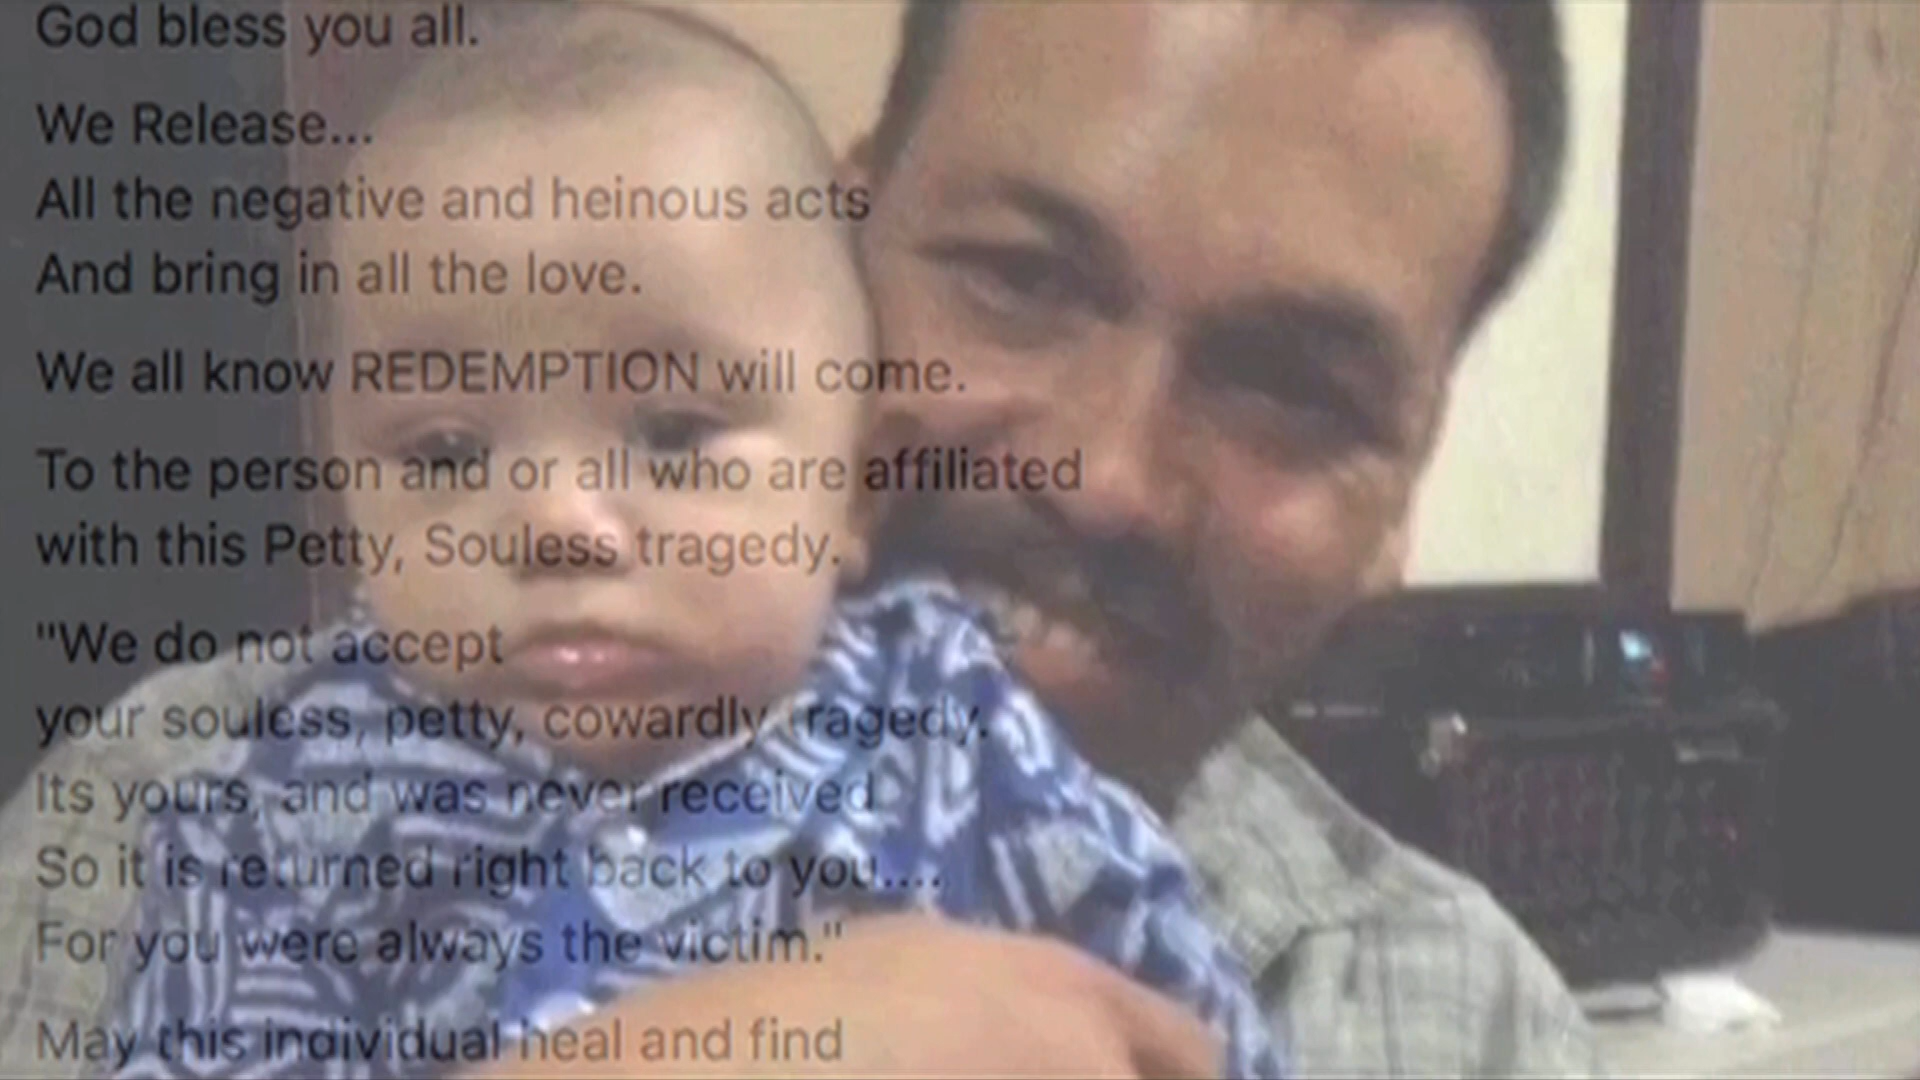 God bless you all.
We Release...
All the negative and heinous acts
And bring in all the love.
We all know REDEMPTION will come.
To the person and or all who are affiliated
with this Petty, Souless tragedy.
"We do not accept
your souless, petty, cowardly tragedy.
Its yours, and was never received
So it is returned right back to you....
For you were always the victim."
May this individual heal and find